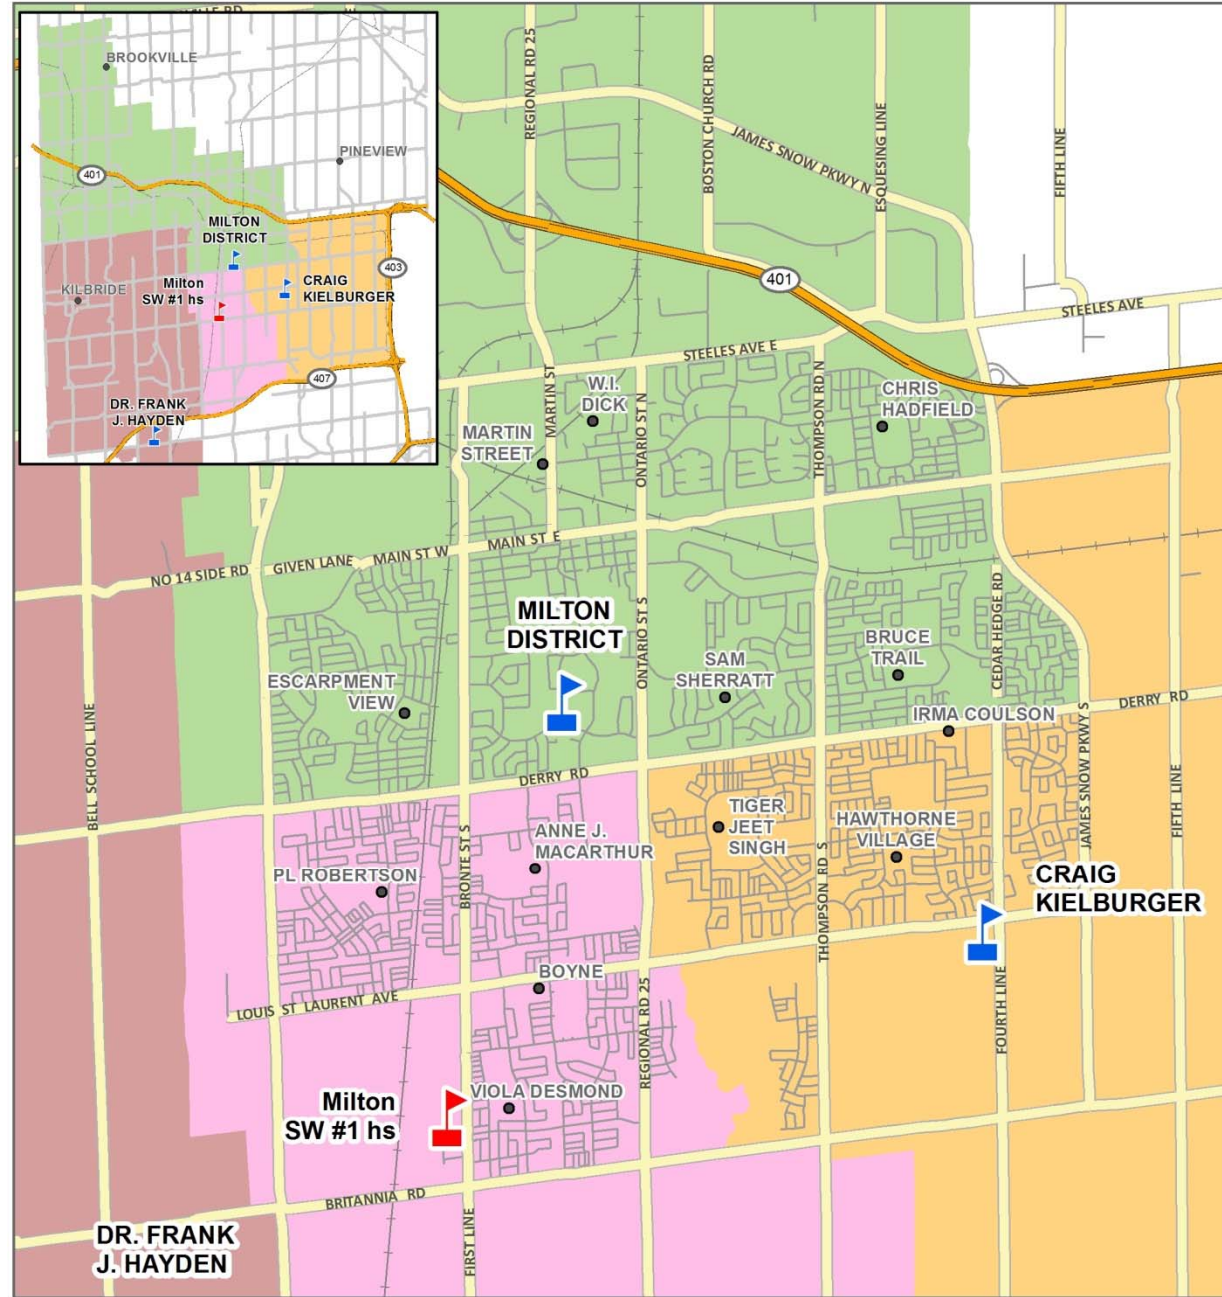 BROOKVILLE
PINEVIEW
401
MILTON
DISTRICT
403
KILBRIDE
Milton
SW #1 hs
CRAIG
KIELBURGER
407
DR. FRANK
J. HAYDEN
REGIONAL RD 25
BOSTON CHURCH RD
JAMES SNOW PKWY N
ESQUESING LINE
FIFTH LINE
401
STEELES AVE
STEELES AVE E
MARTIN ST
W.I.
DICK
ONTARIO ST N
THOMPSON RD N
CHRIS
HADFIELD
MARTIN
STREET
NO 14 SIDE RD
GIVEN LANE
MAIN ST W
MAIN ST E
MILTON
DISTRICT
ONTARIO ST S
CEDAR HEDGE RD
BRUCE
TRAIL
SAM
SHERRATT
ESCARPMENT
VIEW
IRMA COULSON
DERRY RD
BELL SCHOOL LINE
DERRY RD
JAMES SNOW PKWY S
FIFTH LINE
TIGER
JEET
SINGH
HAWTHORNE
VILLAGE
ANNE J.
MACARTHUR
PL ROBERTSON
BRONTE ST S
THOMPSON RD S
CRAIG
KIELBURGER
BOYNE
LOUIS ST LAURENT AVE
REGIONAL RD 25
FOURTH LINE
VIOLA DESMOND
Milton
SW #1 hs
BRITANNIA RD
FIRST LINE
DR. FRANK
J. HAYDEN